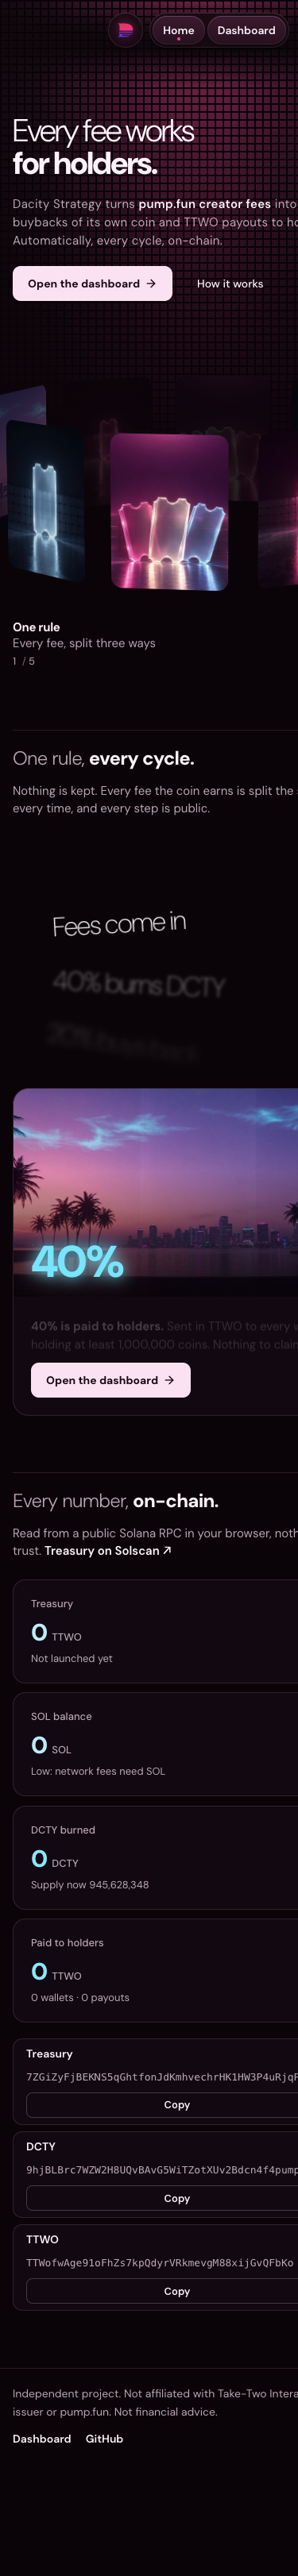 Home
Dashboard
Every fee works
for holders.
Dacity Strategy turns pump.fun creator fees into
buybacks of its own coin and TTWO payouts to
Automatically, every cycle, on-chain.
Open the dashboard →
How it works
One rule
Every fee, split three ways
1 / 5
One rule, every cycle.
Nothing is kept. Every fee the coin earns is split the
every time, and every step is public.
Fees come in
40% burns DCTY
40%
40% is paid to holders. Sent in TTWO to every
holding at least 1,000,000 coins. Nothing to
Open the dashboard →
Every number, on-chain.
Read from a public Solana RPC in your browser,
trust. Treasury on Solscan ↗
Treasury
0 TTWO
Not launched yet
SOL balance
0 SOL
Low: network fees need SOL
DCTY burned
0 DCTY
Supply now 945,628,348
Paid to holders
0 TTWO
0 wallets · 0 payouts
Treasury
7ZGiZyFjBEKNS5qGhtfonJdKmhvechrHK1HW3P4uRjqF
Copy
DCTY
9hjBLBrc7WZW2H8UQvBAvG5WiTZotXUv2Bdcn4f4pump
Copy
TTWO
TTWofwAge91oFhZs7kpQdyrVRkmevgM88xijGvQFbKo
Copy
Independent project. Not affiliated with Take-Two
issuer or pump.fun. Not financial advice.
Dashboard
GitHub